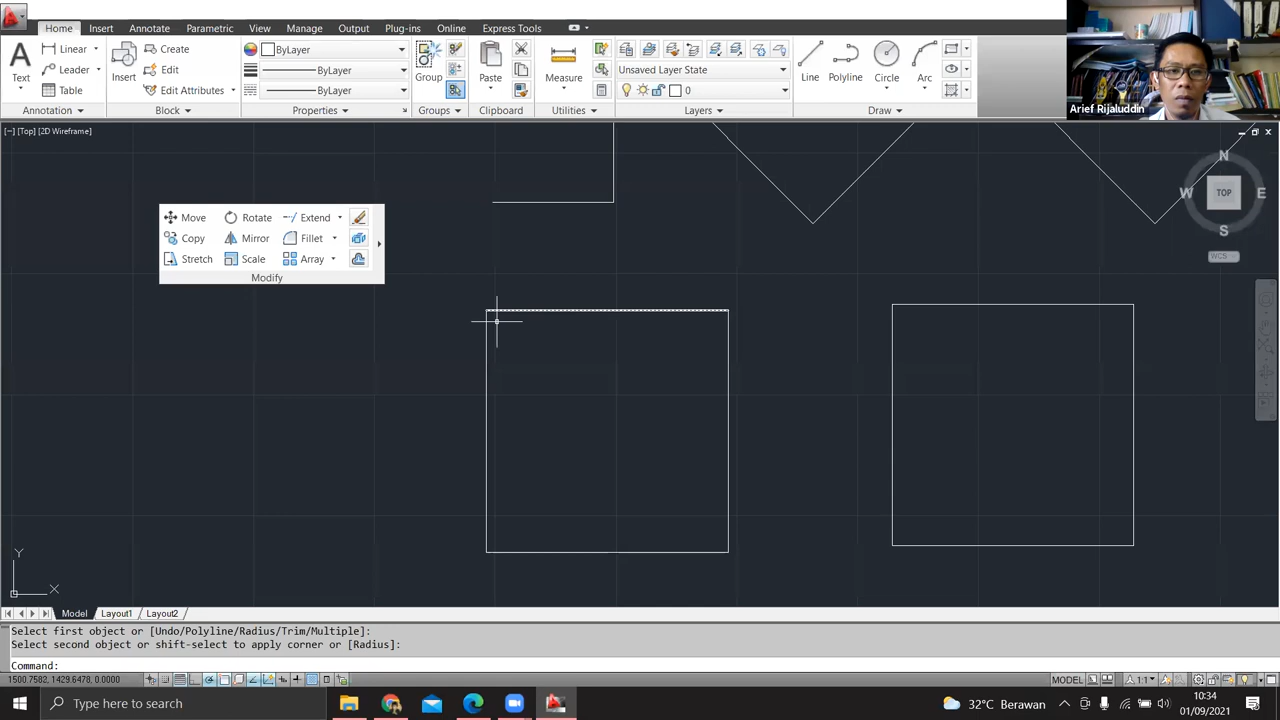 Home Insert Annotate Parametric View Manage Output Plug-ins Online Express Tools
Text
Linear
Leader
Table
Annotation
Insert
Create
Edit
Edit Attributes
Block
ByLayer
ByLayer
ByLayer
Properties
Group
Groups
Paste
Clipboard
Measure
Utilities
Unsaved Layer State
0
Layers
Line
Polyline
Circle
Arc
Draw
Arief Rijaluddin
[−] [Top] [2D Wireframe]
N
W TOP E
S
WCS
Move Rotate Extend
Copy Mirror Fillet
Stretch Scale Array
Modify
Y
X
Model Layout1 Layout2
Select first object or [Undo/Polyline/Radius/Trim/Multiple]:
Select second object or shift-select to apply corner or [Radius]:
Command:
1500.7582, 1429.6478, 0.0000
MODEL
1:1
Type here to search
32°C Berawan
10:34
01/09/2021